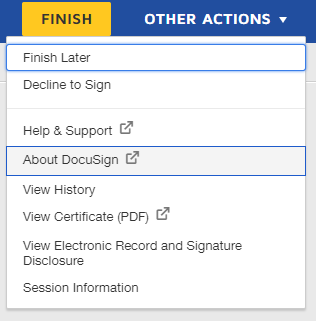 FINISH OTHER ACTIONS
Finish Later
Decline to Sign
Help & Support
About DocuSign
View History
View Certificate (PDF)
View Electronic Record and Signature
Disclosure
Session Information